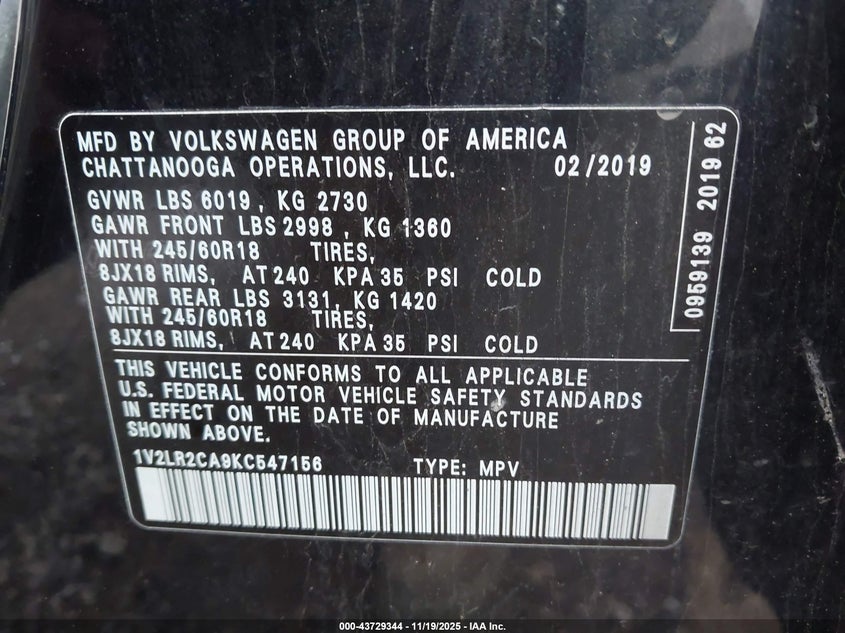 MFD BY VOLKSWAGEN GROUP OF AMERICA
CHATTANOOGA OPERATIONS, LLC. 02/2019
GVWR LBS 6019, KG 2730
GAWR FRONT LBS 2998, KG 1360
WITH 245/60R18 TIRES,
8JX18 RIMS, AT 240 KPA 35 PSI COLD
GAWR REAR LBS 3131, KG 1420
WITH 245/60R18 TIRES,
8JX18 RIMS, AT 240 KPA 35 PSI COLD
THIS VEHICLE CONFORMS TO ALL APPLICABLE
U.S. FEDERAL MOTOR VEHICLE SAFETY STANDARDS
IN EFFECT ON THE DATE OF MANUFACTURE
SHOWN ABOVE.
1V2LR2CA9KC547156 TYPE: MPV
0959139 2019 62
000-43729344 | 11/19/2025 | IAA Inc.